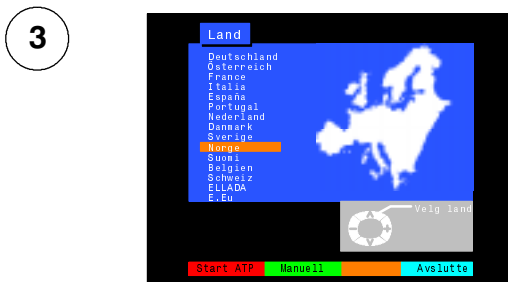 3
Land
Deutschland
Österreich
France
Italia
España
Portugal
Nederland
Danmark
Sverige
Norge
Suomi
Belgien
Schweiz
ELLADA
E.Eu
Velg land
Start ATP Manuell Avslutte